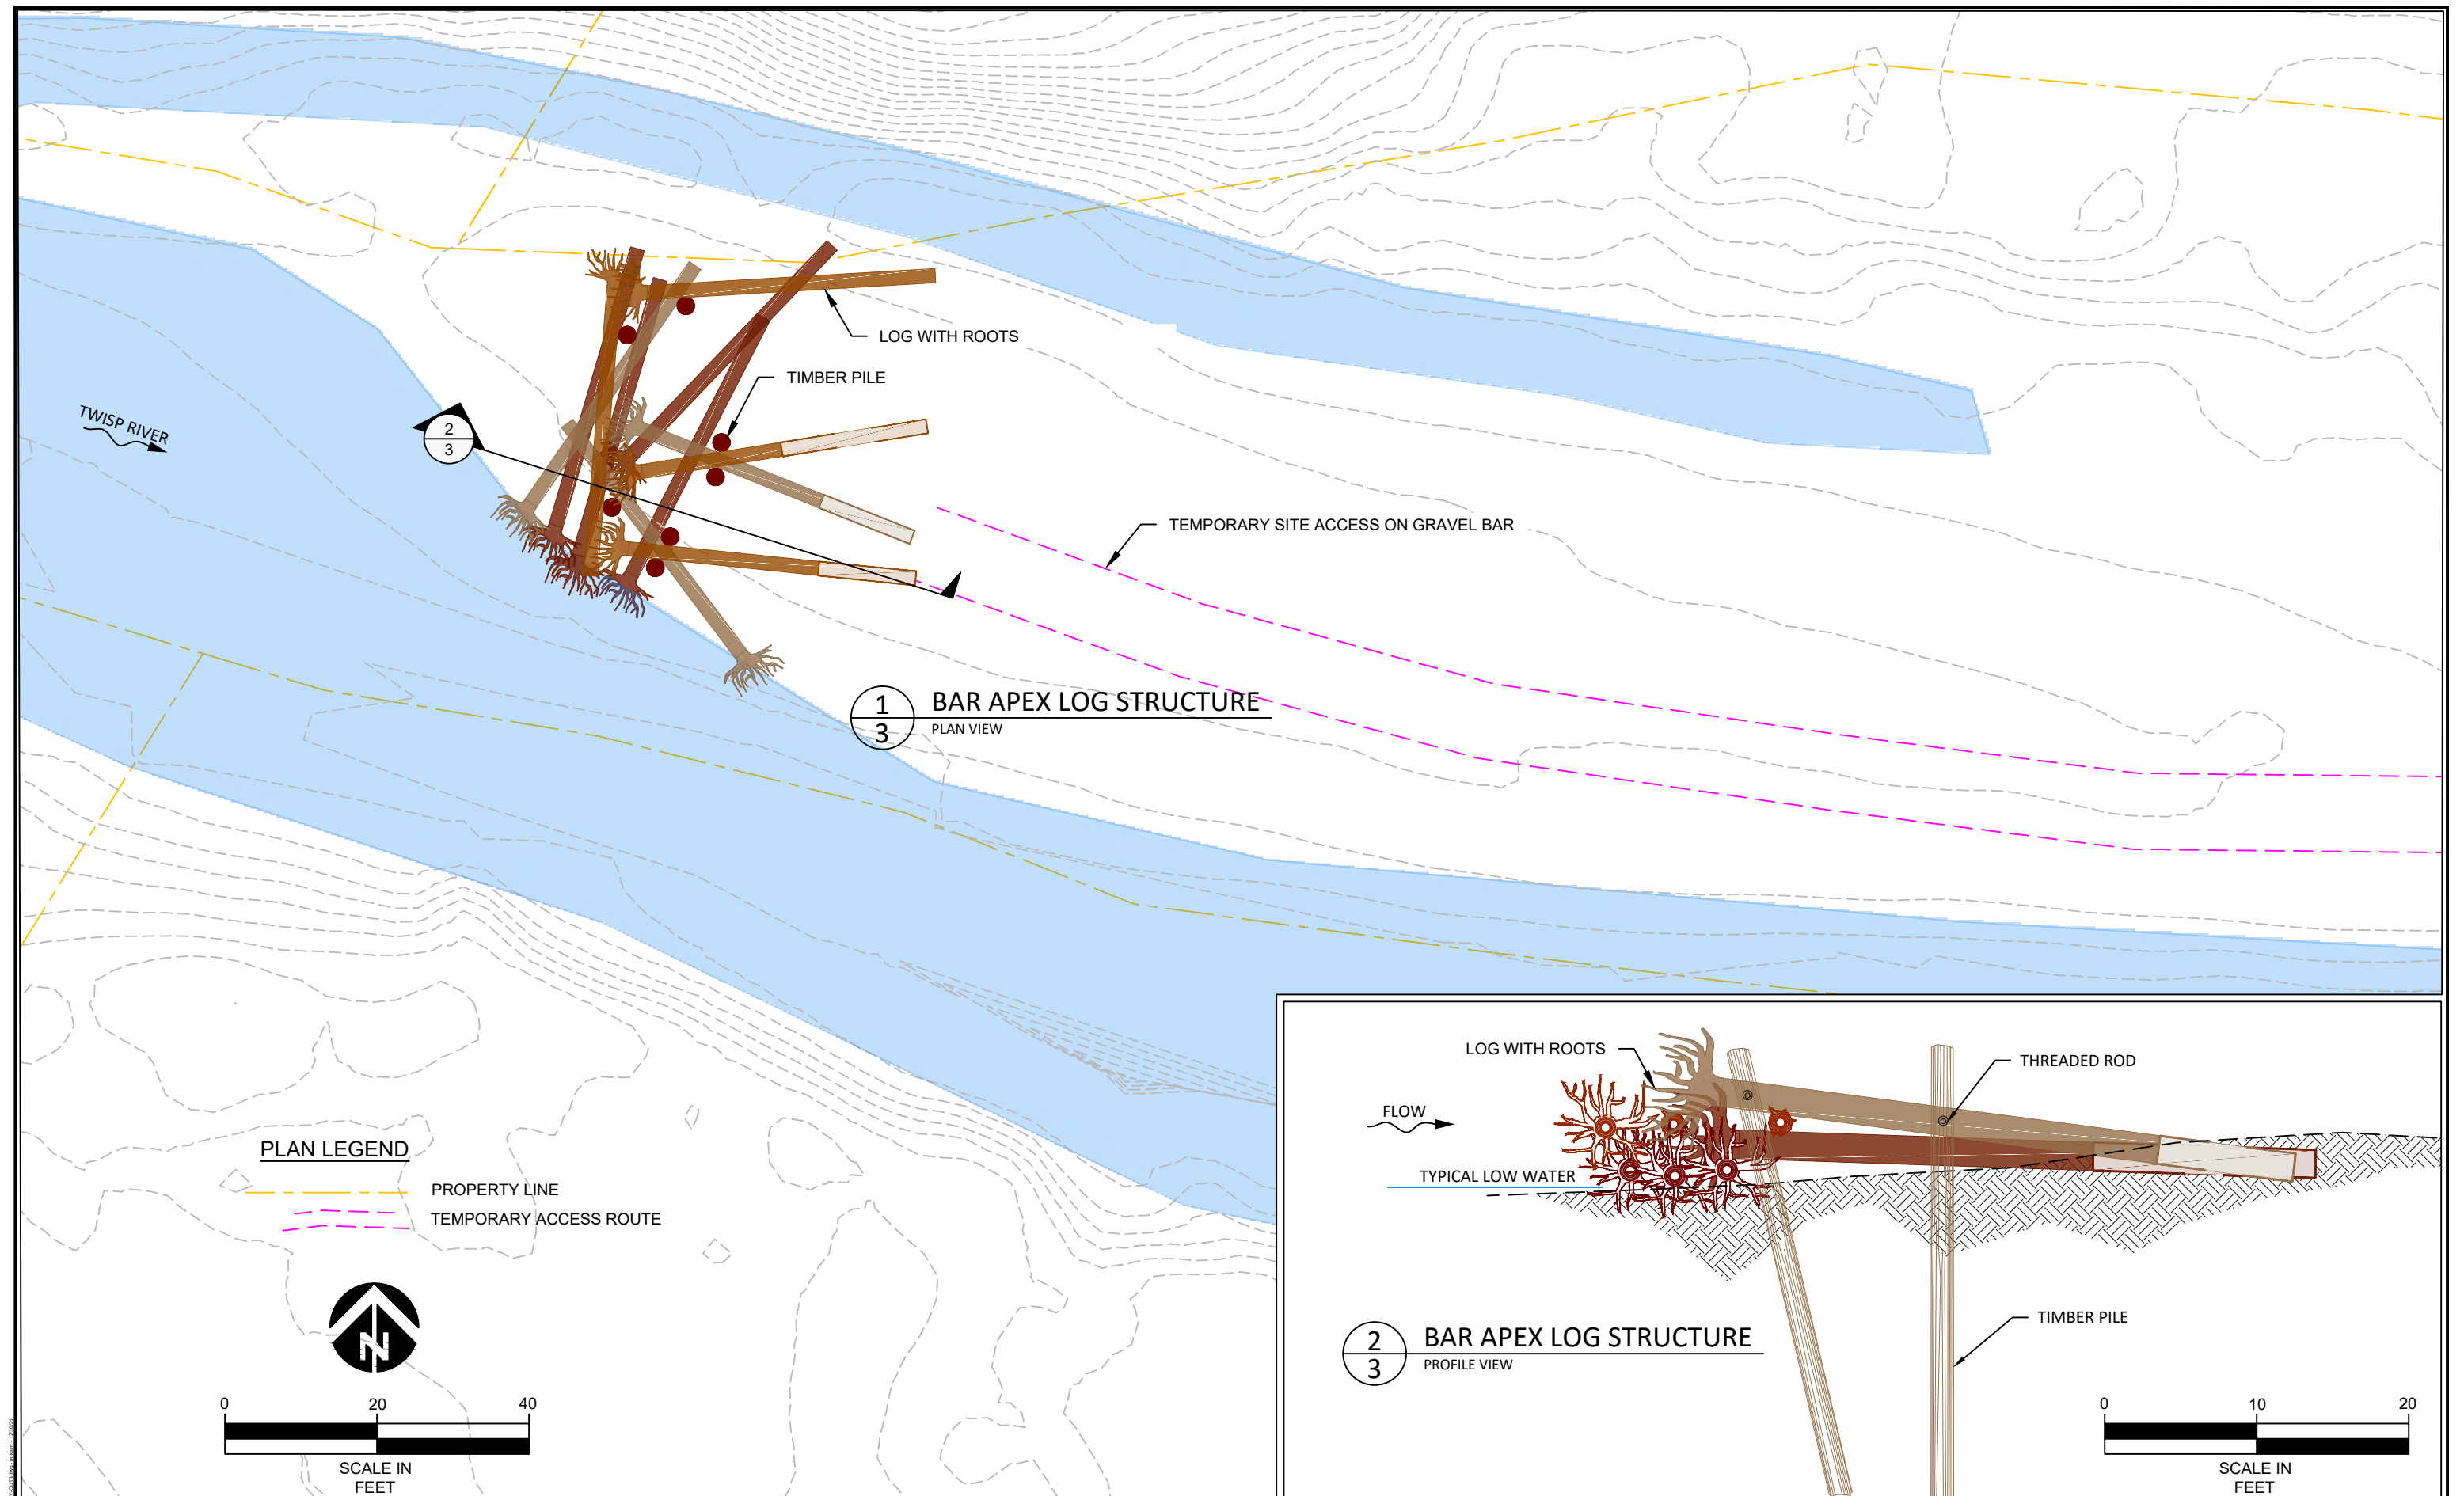 LOG WITH ROOTS
TIMBER PILE
TWISP RIVER
2
3
TEMPORARY SITE ACCESS ON GRAVEL BAR
1
3
BAR APEX LOG STRUCTURE
PLAN VIEW
PLAN LEGEND
PROPERTY LINE
TEMPORARY ACCESS ROUTE
N
0 20 40
SCALE IN
FEET
LOG WITH ROOTS
THREADED ROD
FLOW
TYPICAL LOW WATER
TIMBER PILE
2
3
BAR APEX LOG STRUCTURE
PROFILE VIEW
0 10 20
SCALE IN
FEET